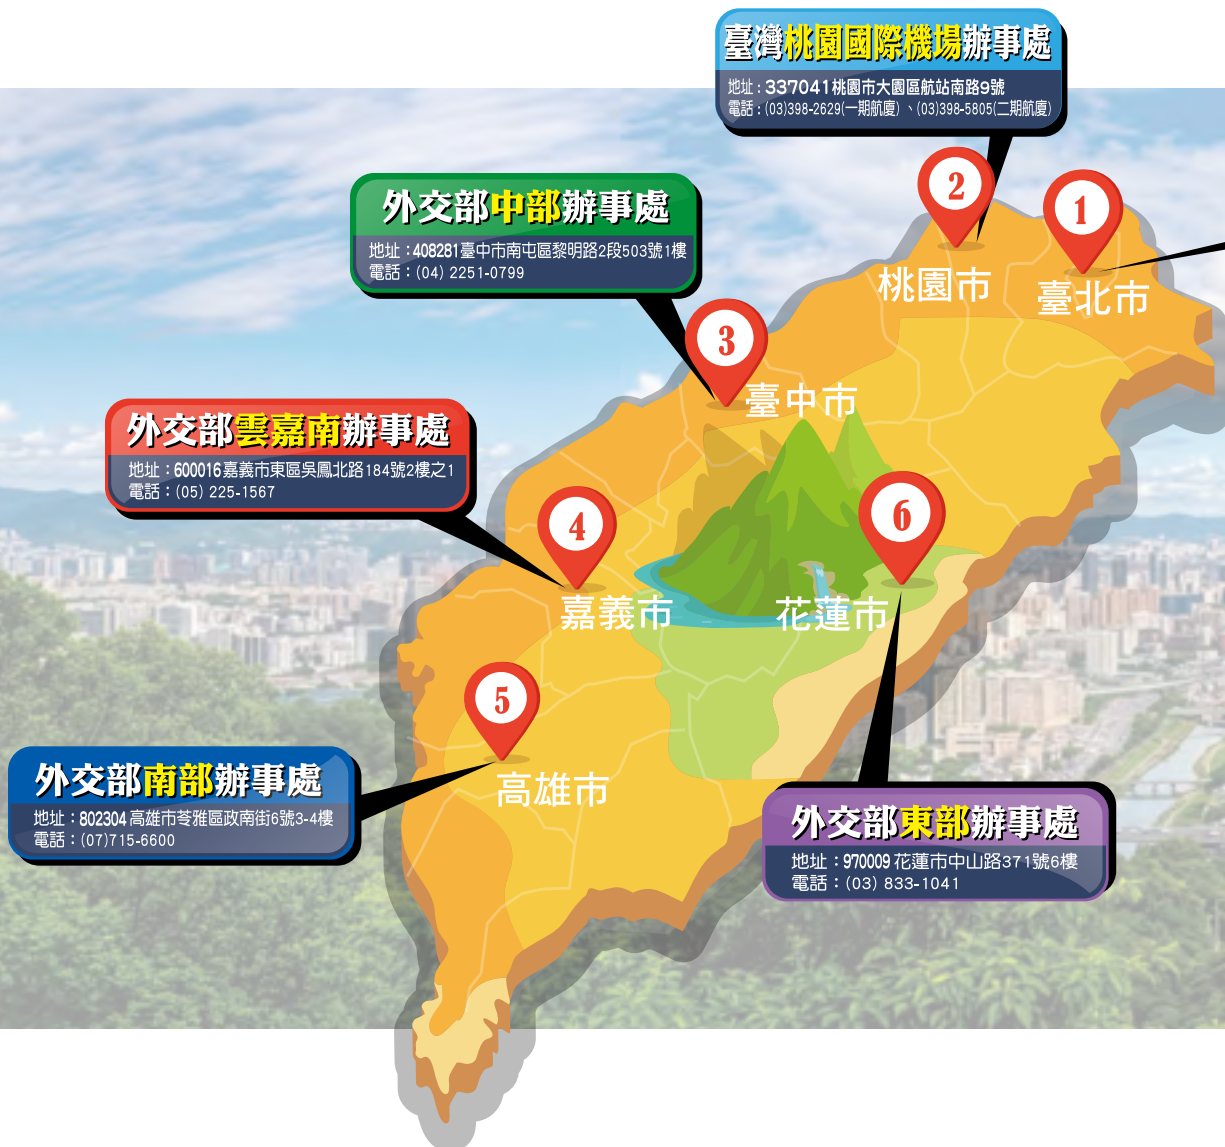 臺灣桃園國際機場辦事處
地址：337041桃園市大園區航站南路9號
電話：(03)398-2629(一期航廈)、(03)398-5805(二期航廈)
2
1
桃園市
臺北市
外交部中部辦事處
地址：408281臺中市南屯區黎明路2段503號1樓
電話：(04) 2251-0799
3
臺中市
外交部雲嘉南辦事處
地址：600016嘉義市東區吳鳳北路184號2樓之1
電話：(05) 225-1567
4
嘉義市
6
花蓮市
5
高雄市
外交部南部辦事處
地址：802304高雄市苓雅區政南街6號3-4樓
電話：(07)715-6600
外交部東部辦事處
地址：970009 花蓮市中山路371號6樓
電話：(03) 833-1041